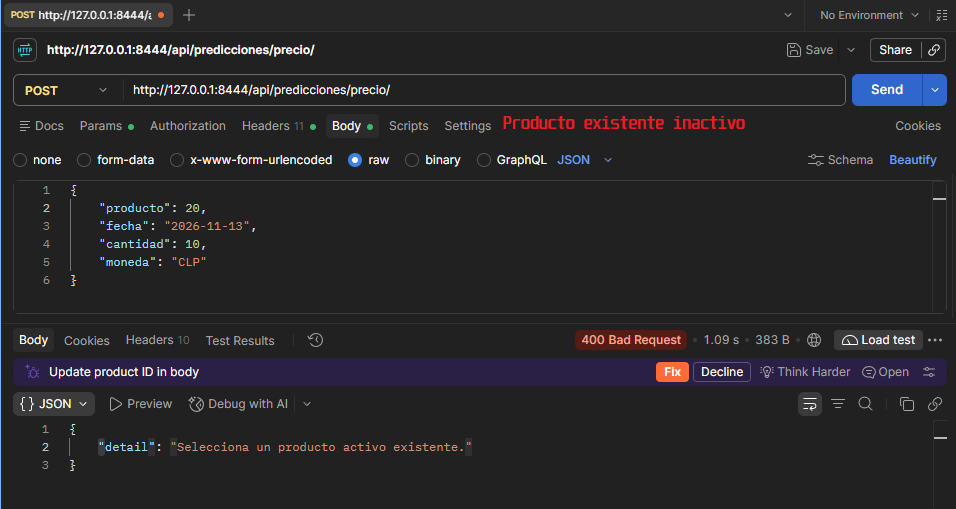 POST http://127.0.0.1:8444/a
No Environment
HTTP http://127.0.0.1:8444/api/predicciones/precio/
Save
Share
POST http://127.0.0.1:8444/api/predicciones/precio/
Send
Docs Params Authorization Headers 11 Body Scripts Settings Producto existente inactivo Cookies
none form-data x-www-form-urlencoded raw binary GraphQL JSON Schema Beautify
1 {
2 "producto": 20,
3 "fecha": "2026-11-13",
4 "cantidad": 10,
5 "moneda": "CLP"
6 }
Body Cookies Headers 10 Test Results 400 Bad Request • 1.09 s • 383 B Load test
Update product ID in body Fix Decline Think Harder Open
{} JSON Preview Debug with AI
1 {
2 "detail": "Selecciona un producto activo existente."
3 }